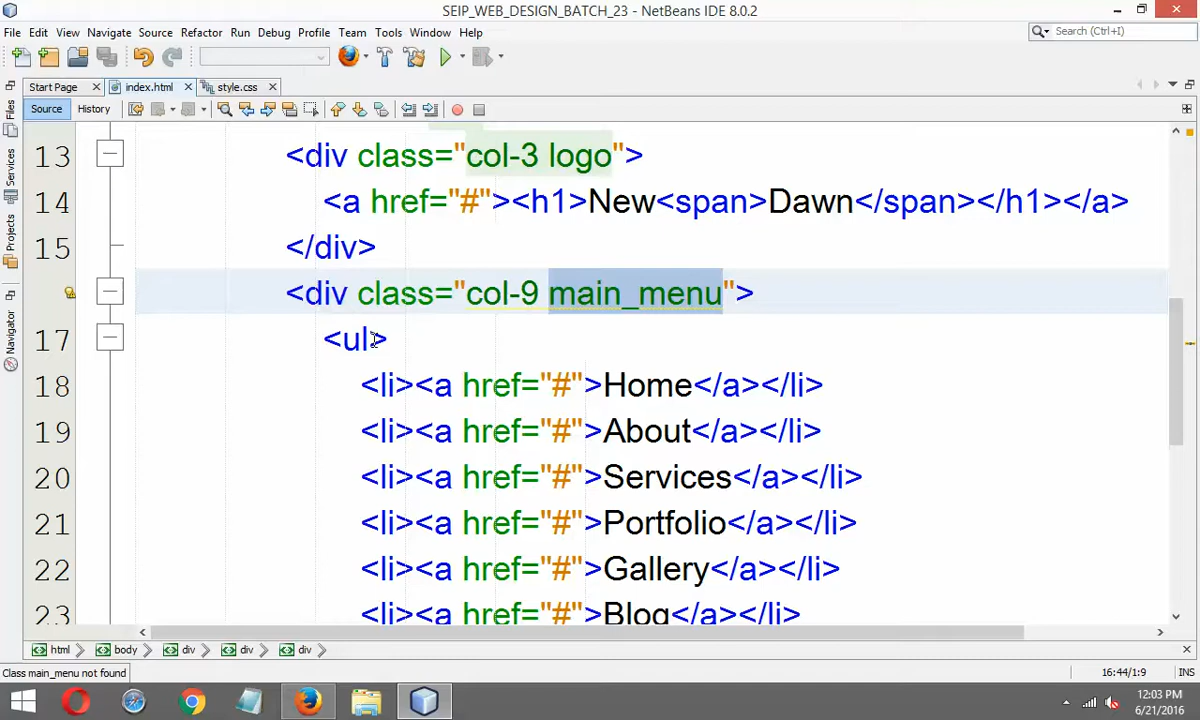 SEIP_WEB_DESIGN_BATCH_23 - NetBeans IDE 8.0.2
File Edit View Navigate Source Refactor Run Debug Profile Team Tools Window Help
Search (Ctrl+I)
Start Page index.html style.css
Source History
Files
Services
Projects
Navigator
13 <div class="col-3 logo">
14 <a href="#"><h1>New<span>Dawn</span></h1></a>
15 </div>
<div class="col-9 main_menu">
17 <ul>
18 <li><a href="#">Home</a></li>
19 <li><a href="#">About</a></li>
20 <li><a href="#">Services</a></li>
21 <li><a href="#">Portfolio</a></li>
22 <li><a href="#">Gallery</a></li>
23 <li><a href="#">Blog</a></li>
html body div div div
Class main_menu not found 16:44/1:9 INS
12:03 PM
6/21/2016